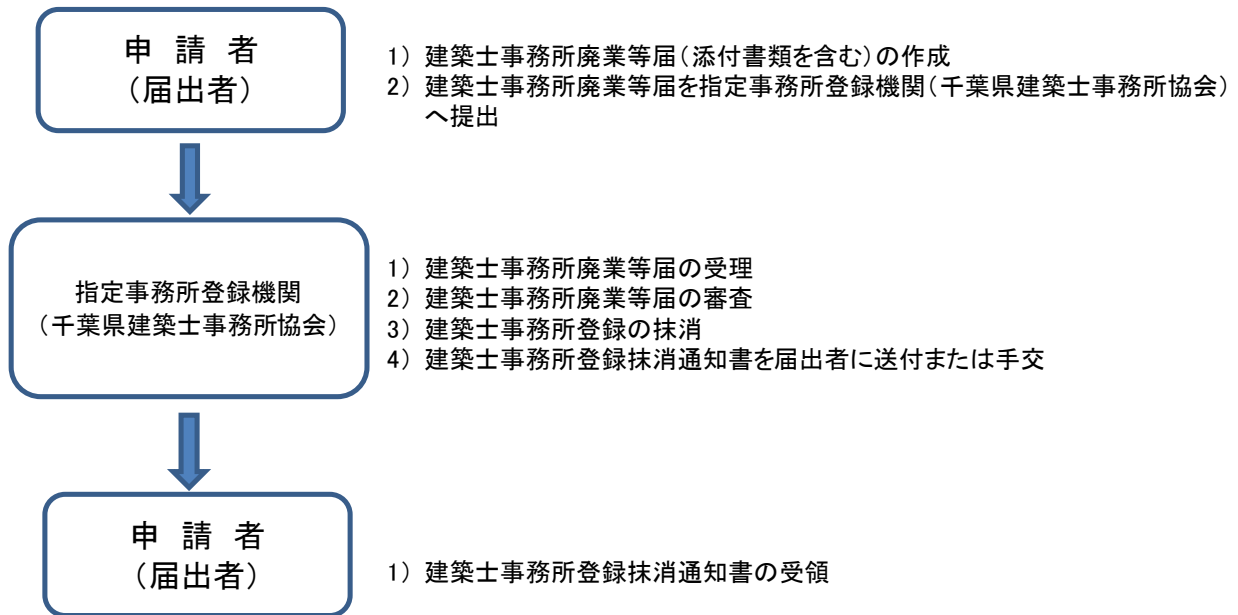 申 請 者
（届出者）
1） 建築士事務所廃業等届（添付書類を含む）の作成
2） 建築士事務所廃業等届を指定事務所登録機関（千葉県建築士事務所協会）
へ提出
指定事務所登録機関
（千葉県建築士事務所協会）
1） 建築士事務所廃業等届の受理
2） 建築士事務所廃業等届の審査
3） 建築士事務所登録の抹消
4） 建築士事務所登録抹消通知書を届出者に送付または手交
申 請 者
（届出者）
1） 建築士事務所登録抹消通知書の受領